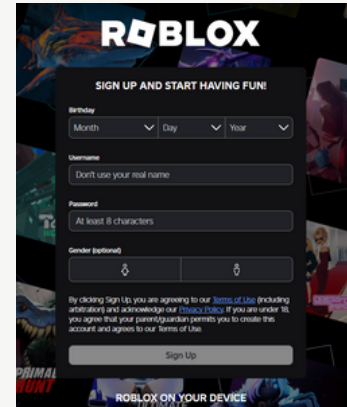 ROBLOX
SIGN UP AND START HAVING FUN!
Birthday
Month Day Year
Username
Don't use your real name
Password
At least 8 characters
Gender (optional)
By clicking Sign Up, you are agreeing to our Terms of Use (including
arbitration) and acknowledge our Privacy Policy. If you are under 18,
you agree that your parent/guardian permits you to create this
account and agrees to our Terms of Use.
Sign Up
PRIMAL
HUNT
ROBLOX ON YOUR DEVICE
ULTIMATE